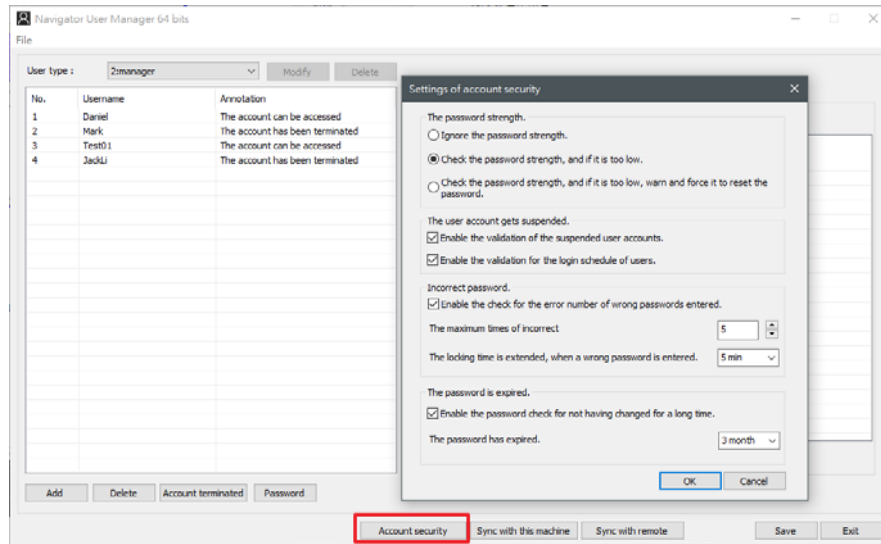 Navigator User Manager 64 bits
File
User type :
2:manager
Modify
Delete
No. Username Annotation
1 Daniel The account can be accessed
2 Mark The account has been terminated
3 Test01 The account can be accessed
4 JackLi The account has been terminated
Add
Delete
Account terminated
Password
Settings of account security
The password strength.
Ignore the password strength.
Check the password strength, and if it is too low.
Check the password strength, and if it is too low, warn and force it to reset the
password.
The user account gets suspended.
Enable the validation of the suspended user accounts.
Enable the validation for the login schedule of users.
Incorrect password.
Enable the check for the error number of wrong passwords entered.
The maximum times of incorrect 5
The locking time is extended, when a wrong password is entered. 5 min
The password is expired.
Enable the password check for not having changed for a long time.
The password has expired. 3 month
OK
Cancel
Account security
Sync with this machine
Sync with remote
Save
Exit